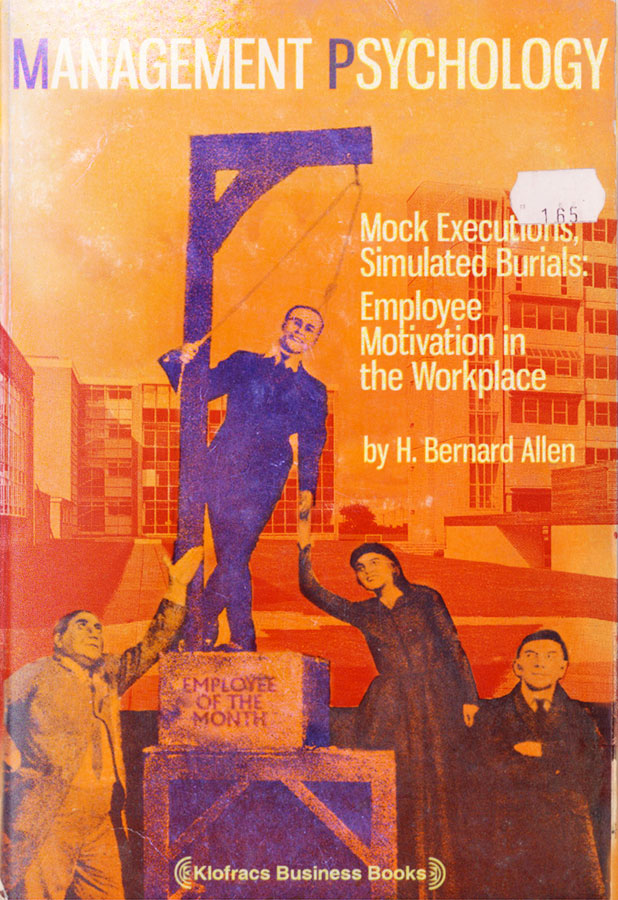 MANAGEMENT PSYCHOLOGY
165
Mock Executions,
Simulated Burials:
Employee
Motivation in
the Workplace
by H. Bernard Allen
EMPLOYEE
OF THE
MONTH
Klofracs Business Books